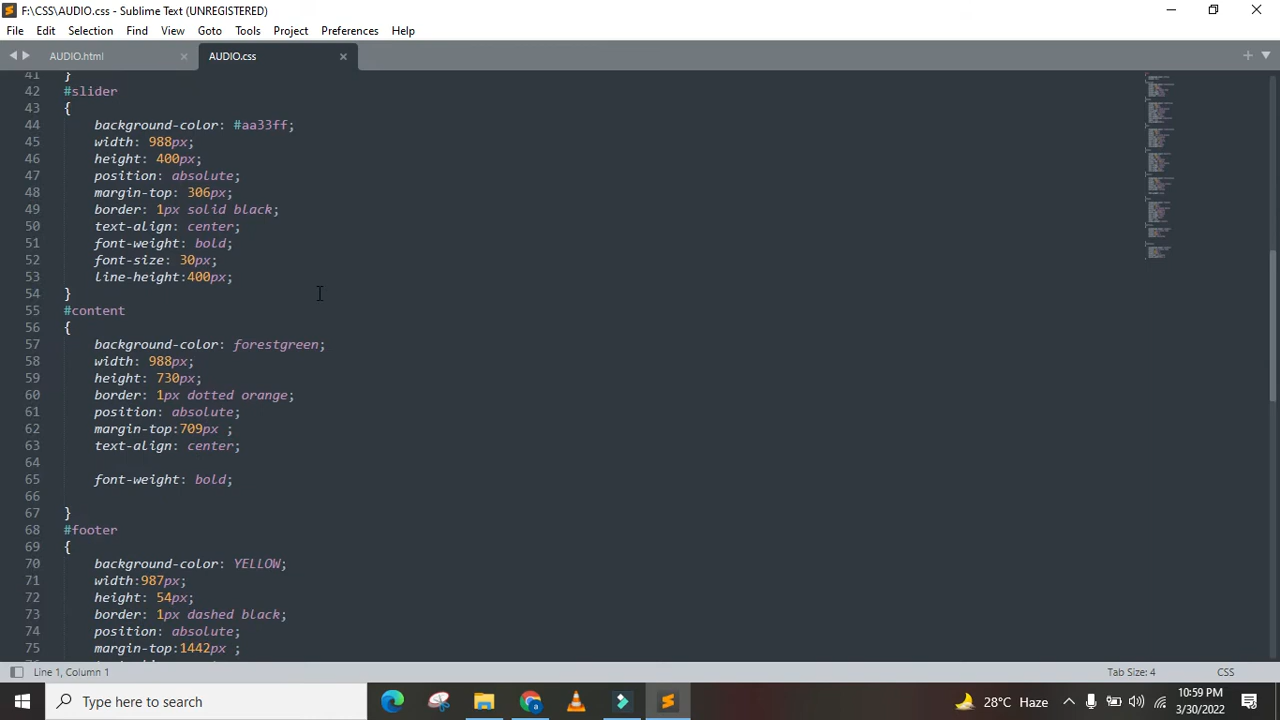 F:\CSS\AUDIO.css - Sublime Text (UNREGISTERED)
File Edit Selection Find View Goto Tools Project Preferences Help
AUDIO.html AUDIO.css
41 }
42 #slider
43 {
44 background-color: #aa33ff;
45 width: 988px;
46 height: 400px;
47 position: absolute;
48 margin-top: 306px;
49 border: 1px solid black;
50 text-align: center;
51 font-weight: bold;
52 font-size: 30px;
53 line-height:400px;
54 }
55 #content
56 {
57 background-color: forestgreen;
58 width: 988px;
59 height: 730px;
60 border: 1px dotted orange;
61 position: absolute;
62 margin-top:709px ;
63 text-align: center;
64
65 font-weight: bold;
66
67 }
68 #footer
69 {
70 background-color: YELLOW;
71 width:987px;
72 height: 54px;
73 border: 1px dashed black;
74 position: absolute;
75 margin-top:1442px ;
Line 1, Column 1 Tab Size: 4 CSS
Type here to search 28°C Haze 10:59 PM
3/30/2022